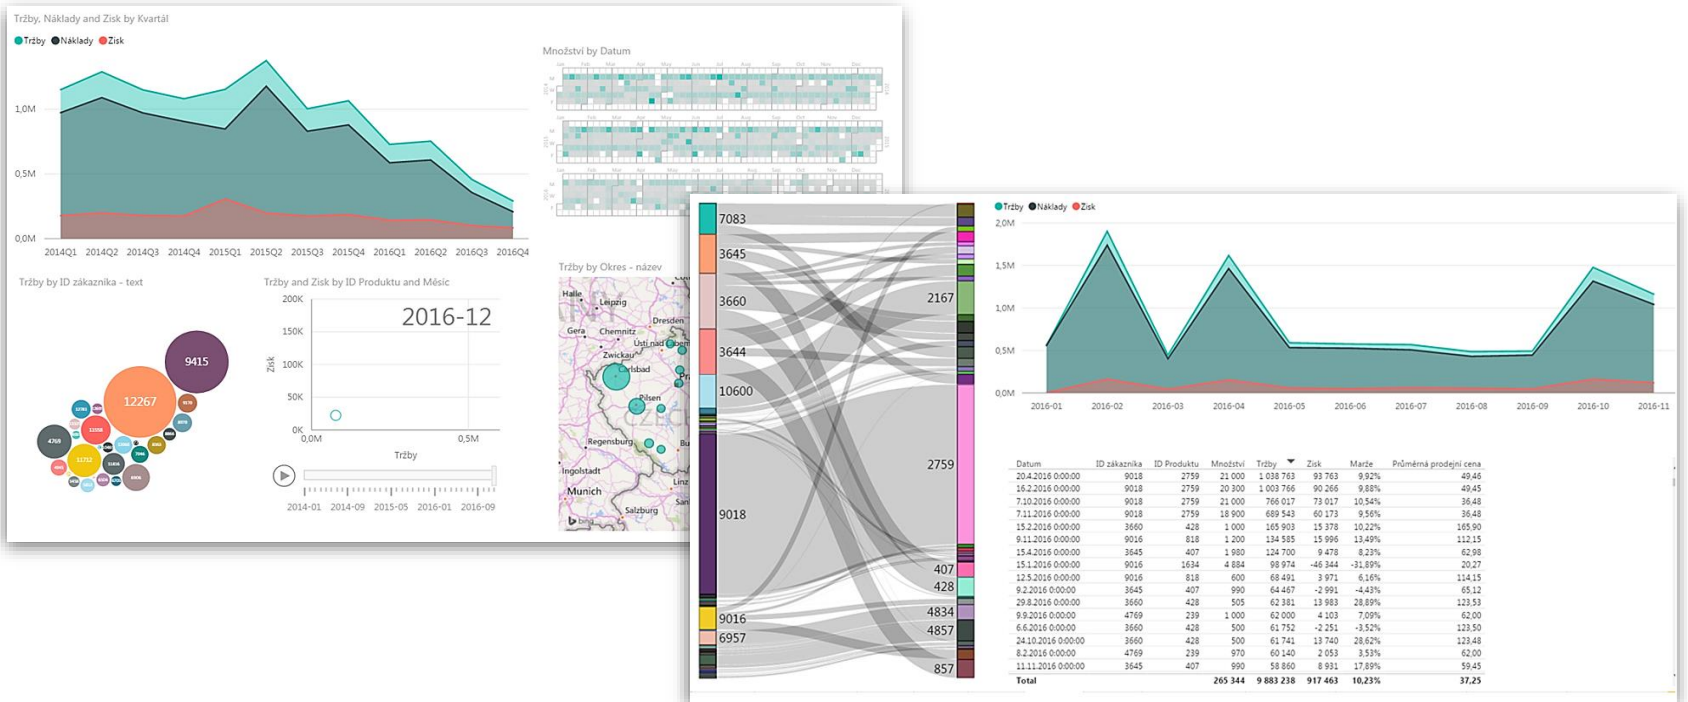 Tržby, Náklady and Zisk by Kvartál
Tržby Náklady Zisk
1,0M
0,5M
0,0M
2014Q1 2014Q2 2014Q3 2014Q4 2015Q1 2015Q2 2015Q3 2015Q4 2016Q1 2016Q2 2016Q3 2016Q4
Množství by Datum
Tržby by ID zákazníka - text
9415
12267
4769
11712
Tržby and Zisk by ID Produktu and Měsíc
200K
150K
100K
50K
0K
Zisk
2016-12
0,0M 0,5M
Tržby
2014-01 2014-09 2015-05 2016-01 2016-09
Tržby by Okres - název
Halle
Leipzig
Dresden
Gera Chemnitz
Zwickau
Carlsbad
Pilsen
Regensburg
Ingolstadt
Munich
Linz
Salzburg
bing
7083
3645
3660
3644
10600
9018
9016
6957
2167
2759
407
428
4834
4857
857
Tržby Náklady Zisk
2,0M
1,5M
1,0M
0,5M
0,0M
2016-01 2016-02 2016-03 2016-04 2016-05 2016-06 2016-07 2016-08 2016-09 2016-10 2016-11
Datum ID zákazníka ID Produktu Množství Tržby Zisk Marže Průměrná prodejní cena
20.4.2016 0:00:00 9018 2759 21 000 1 038 763 93 763 9,92% 49,46
16.2.2016 0:00:00 9018 2759 20 300 1 003 766 90 266 9,88% 49,45
7.10.2016 0:00:00 9018 2759 21 000 766 017 73 017 10,54% 36,48
7.11.2016 0:00:00 9018 2759 18 900 689 543 60 173 9,56% 36,48
15.2.2016 0:00:00 3660 428 1 000 165 903 15 378 10,22% 165,90
9.11.2016 0:00:00 9016 818 1 200 134 585 15 996 13,49% 112,15
15.4.2016 0:00:00 3645 407 1 980 124 700 9 478 8,23% 62,98
15.1.2016 0:00:00 9016 1634 4 884 98 974 -46 344 -31,89% 20,27
12.5.2016 0:00:00 9016 818 600 68 491 3 971 6,16% 114,15
9.2.2016 0:00:00 3645 407 990 64 467 -2 991 -4,43% 65,12
29.8.2016 0:00:00 3660 428 505 62 381 13 983 28,89% 123,53
9.9.2016 0:00:00 4769 239 1 000 62 000 4 103 7,09% 62,00
6.6.2016 0:00:00 3660 428 500 61 752 -2 251 -3,52% 123,50
24.10.2016 0:00:00 3660 428 500 61 741 13 740 28,62% 123,48
8.2.2016 0:00:00 4769 239 970 60 140 2 053 3,53% 62,00
11.11.2016 0:00:00 3645 407 990 58 860 8 931 17,89% 59,45
Total 265 344 9 883 238 917 463 10,23% 37,25